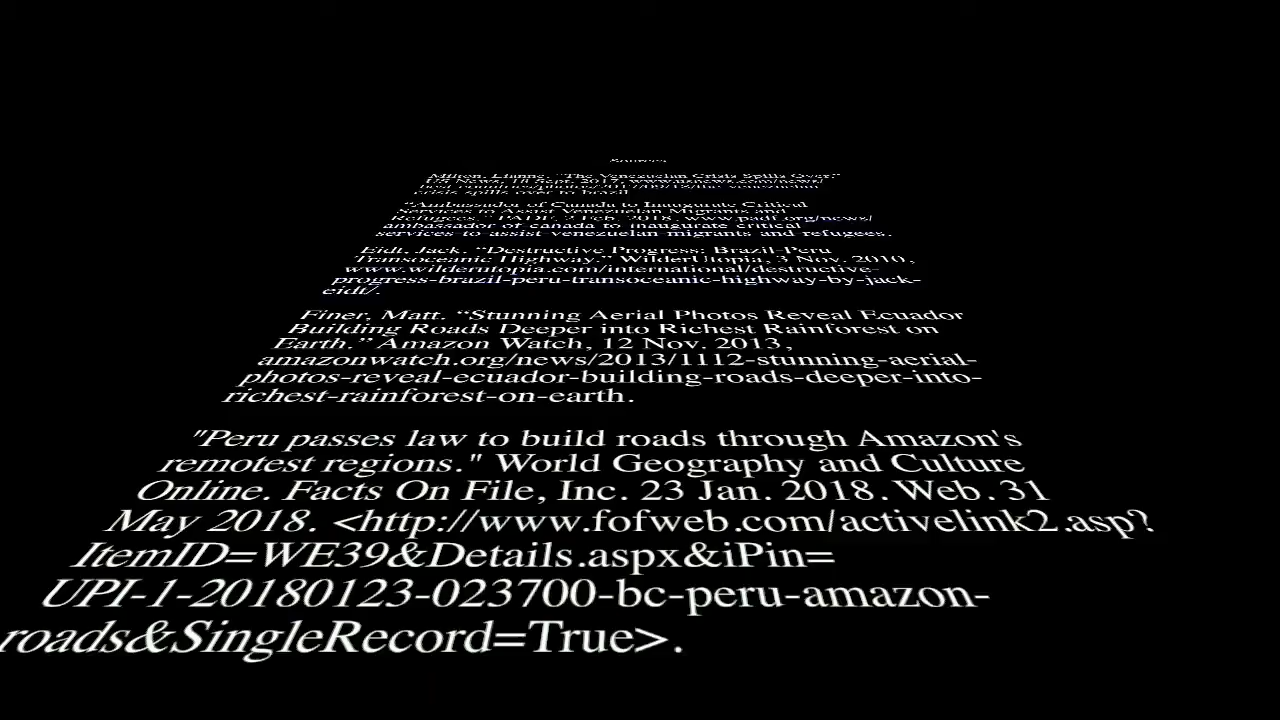 Sources
Milton, Lianne. "The Venezuelan Crisis Spills Over."
US News, 18 Sept. 2017, www.usnews.com/news/
best-countries/photos/2017/09/18/the-venezuelan-
crisis-spills-over-to-brazil
"Ambassador of Canada to Inaugurate Critical
Services to Assist Venezuelan Migrants and
Refugees." PADF, 2 Feb. 2018, www.padf.org/news/
ambassador-of-canada-to-inaugurate-critical-
services-to-assist-venezuelan-migrants-and-refugees.
Eidt, Jack. “Destructive Progress: Brazil-Peru
Transoceanic Highway.” WilderUtopia, 3 Nov. 2010,
www.wilderutopia.com/international/destructive-
progress-brazil-peru-transoceanic-highway-by-jack-
eidt/.
Finer, Matt. “Stunning Aerial Photos Reveal Ecuador
Building Roads Deeper into Richest Rainforest on
Earth.” Amazon Watch, 12 Nov. 2013,
amazonwatch.org/news/2013/1112-stunning-aerial-
photos-reveal-ecuador-building-roads-deeper-into-
richest-rainforest-on-earth.
"Peru passes law to build roads through Amazon's
remotest regions." World Geography and Culture
Online. Facts On File, Inc. 23 Jan. 2018. Web. 31
May 2018. <http://www.fofweb.com/activelink2.asp?
ItemID=WE39&Details.aspx&iPin=
UPI-1-20180123-023700-bc-peru-amazon-
roads&SingleRecord=True>.